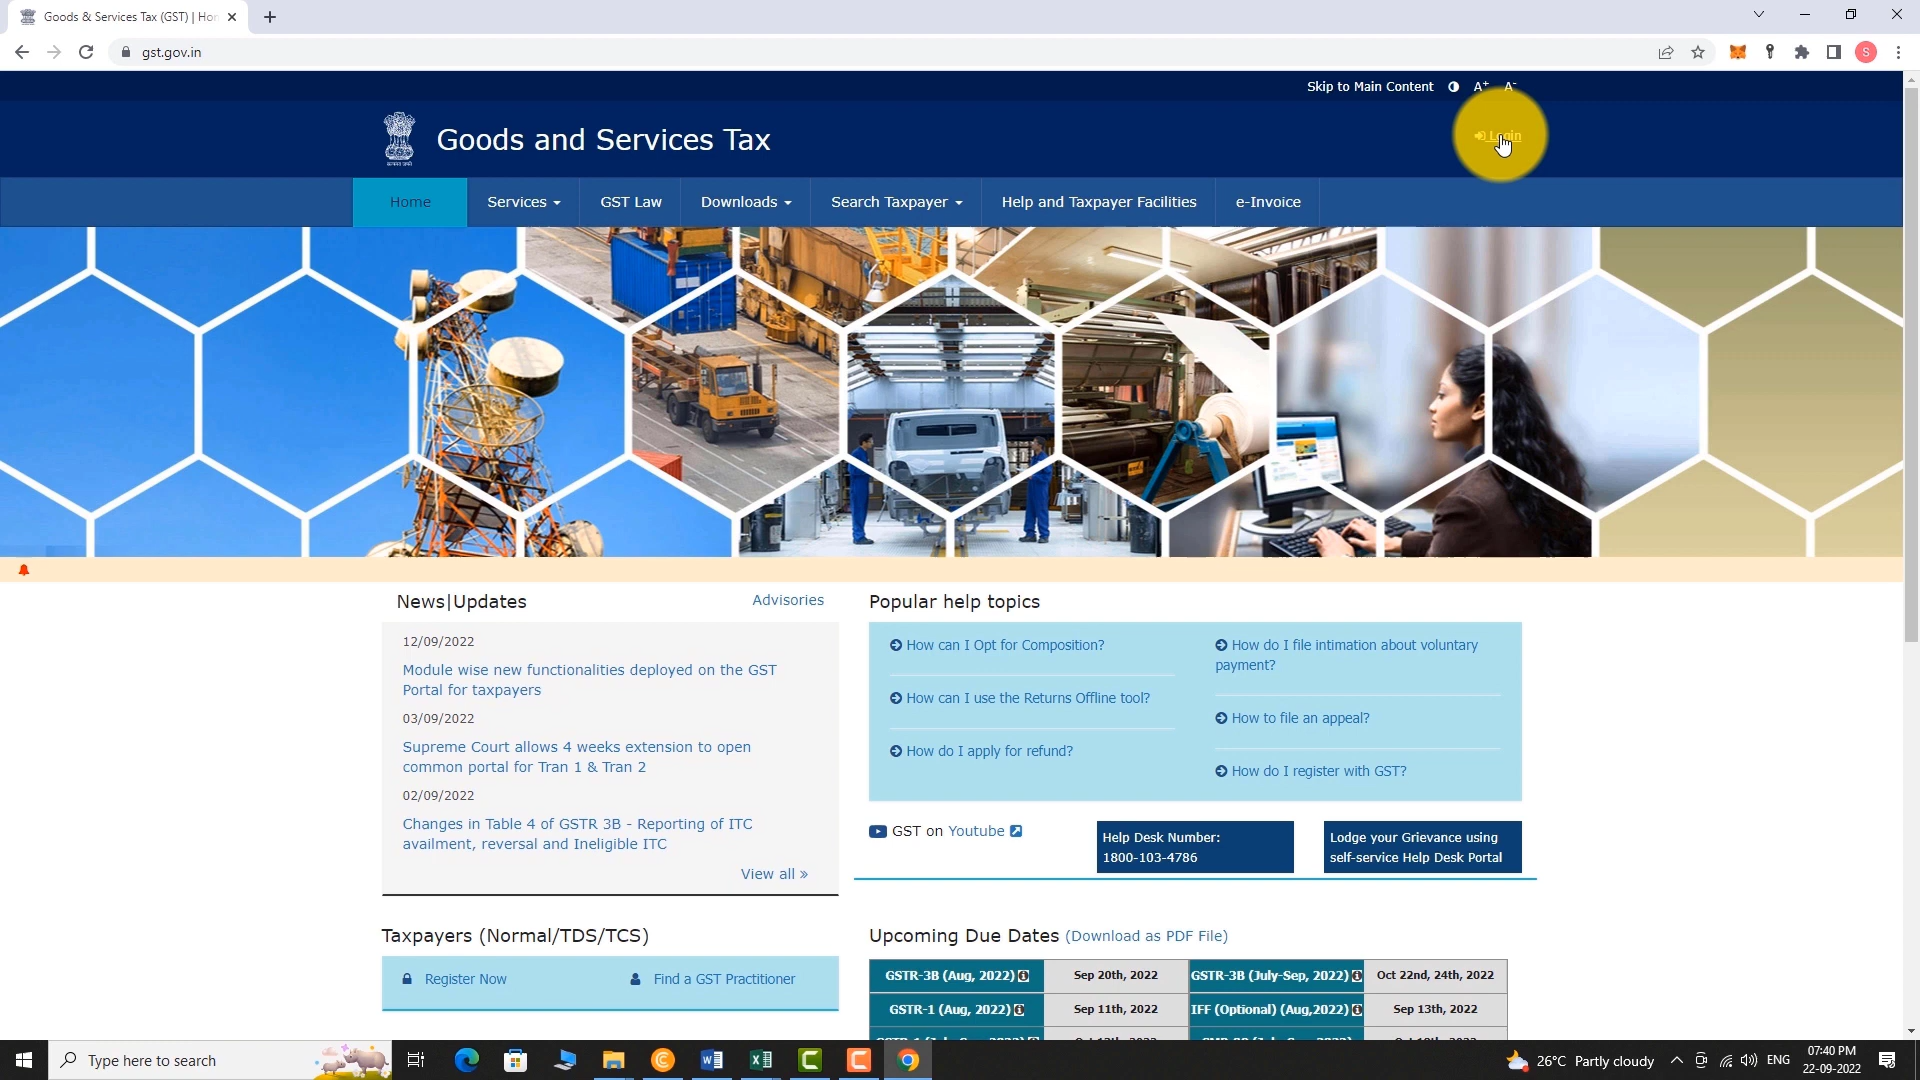 Goods & Services Tax (GST) | Hon
gst.gov.in
S
Skip to Main Content A+ A-
Login
Goods and Services Tax
Home Services GST Law Downloads Search Taxpayer Help and Taxpayer Facilities e-Invoice
News|Updates Advisories
12/09/2022
Module wise new functionalities deployed on the GST
Portal for taxpayers
03/09/2022
Supreme Court allows 4 weeks extension to open
common portal for Tran 1 & Tran 2
02/09/2022
Changes in Table 4 of GSTR 3B - Reporting of ITC
availment, reversal and Ineligible ITC
View all »
Popular help topics
How can I Opt for Composition?
How can I use the Returns Offline tool?
How do I apply for refund?
How do I file intimation about voluntary
payment?
How to file an appeal?
How do I register with GST?
GST on Youtube
Help Desk Number:
1800-103-4786
Lodge your Grievance using
self-service Help Desk Portal
Taxpayers (Normal/TDS/TCS)
Register Now Find a GST Practitioner
Upcoming Due Dates (Download as PDF File)
GSTR-3B (Aug, 2022) Sep 20th, 2022 GSTR-3B (July-Sep, 2022) Oct 22nd, 24th, 2022
GSTR-1 (Aug, 2022) Sep 11th, 2022 IFF (Optional) (Aug,2022) Sep 13th, 2022
Type here to search
26°C Partly cloudy ENG
07:40 PM
22-09-2022